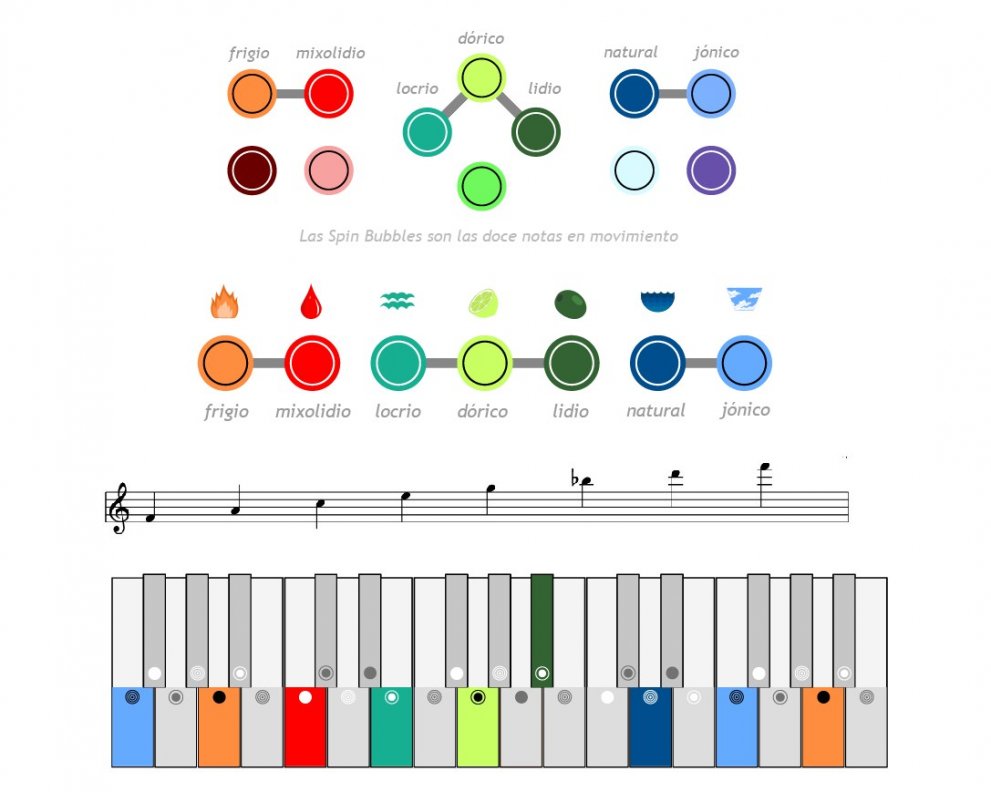 dórico
frigio mixolidio
natural jónico
locrio lidio
Las Spin Bubbles son las doce notas en movimiento
frigio mixolidio locrio dórico lidio natural jónico